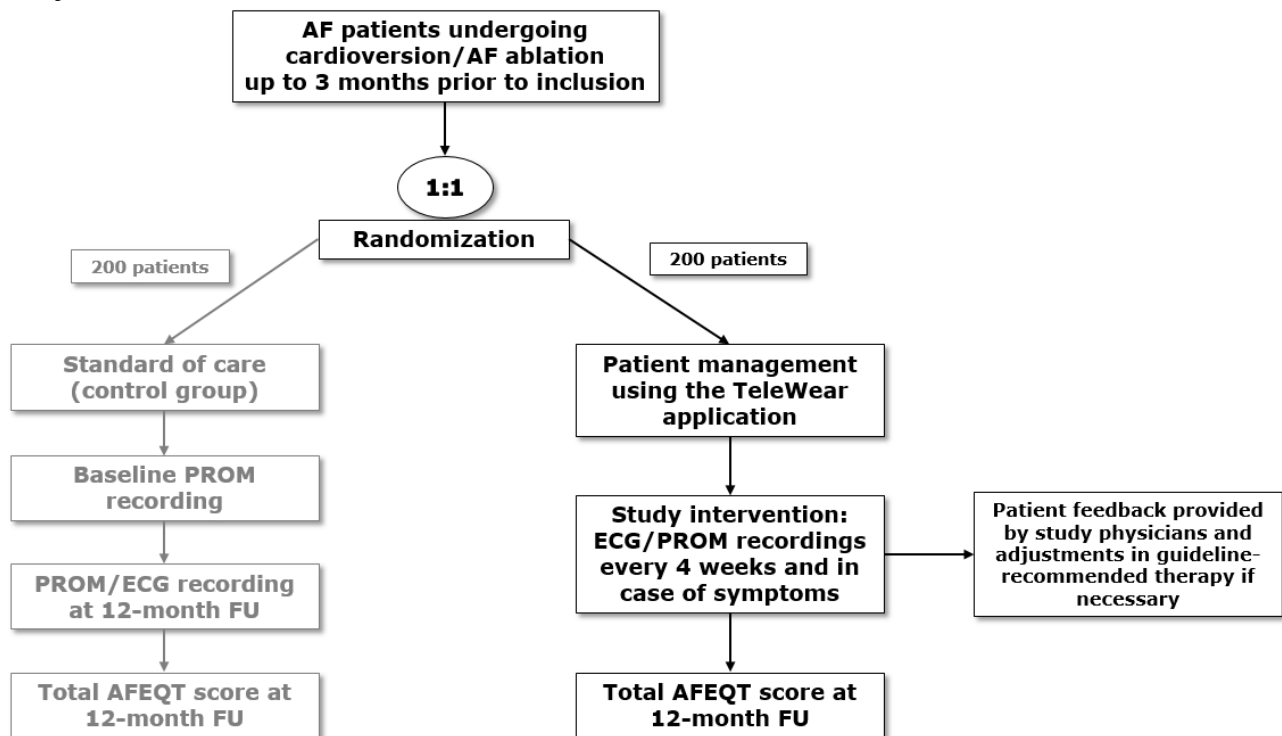 AF patients undergoing
cardioversion/AF ablation
up to 3 months prior to inclusion
1:1
Randomization
200 patients
200 patients
Standard of care
(control group)
Baseline PROM
recording
PROM/ECG recording
at 12-month FU
Total AFEQT score at
12-month FU
Patient management
using the TeleWear
application
Study intervention:
ECG/PROM recordings
every 4 weeks and in
case of symptoms
Patient feedback provided
by study physicians and
adjustments in guideline-
recommended therapy if
necessary
Total AFEQT score at
12-month FU